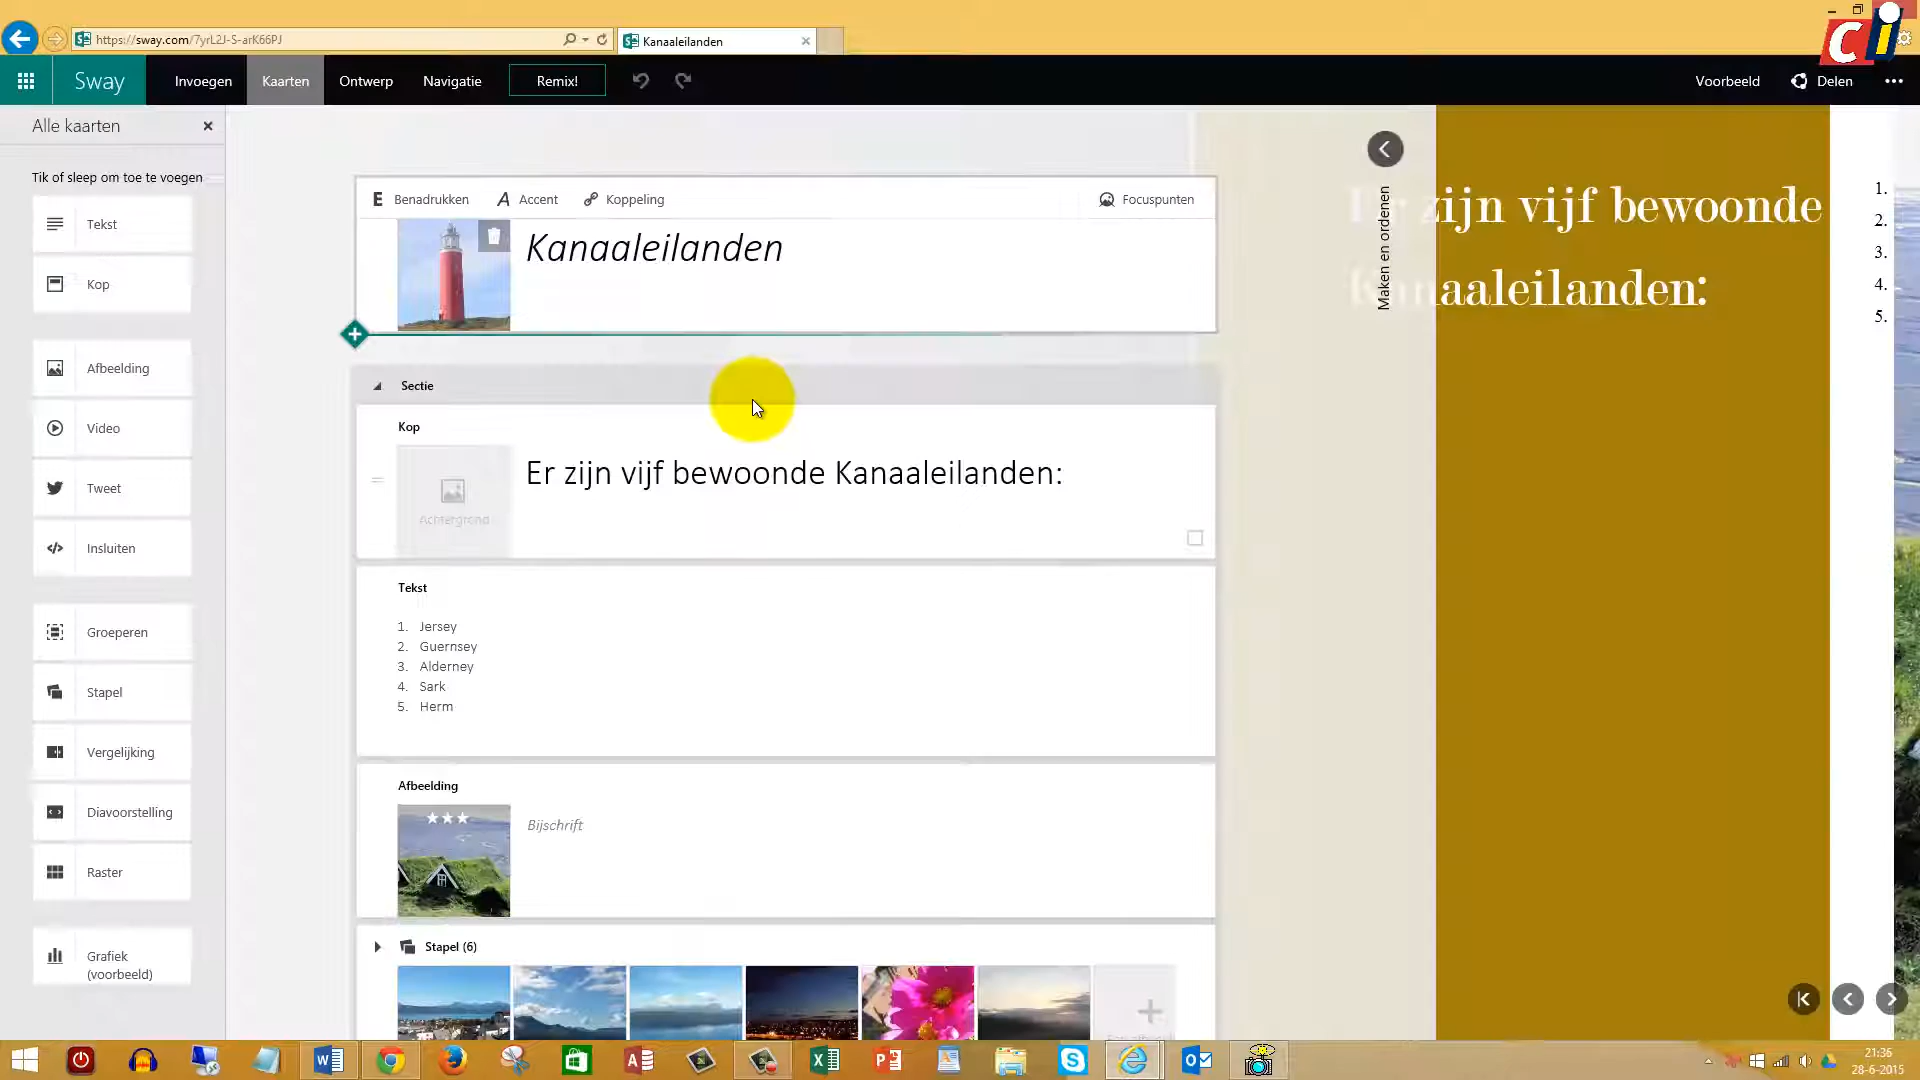 https://sway.com/7yrL2J-S-arK66PJ
Kanaaleilanden
Ci
Sway
Invoegen
Kaarten
Ontwerp
Navigatie
Remix!
Voorbeeld
Delen
Alle kaarten
Tik of sleep om toe te voegen
Tekst
Kop
Afbeelding
Video
Tweet
Insluiten
Groeperen
Stapel
Vergelijking
Diavoorstelling
Raster
Grafiek
(voorbeeld)
E Benadrukken
A Accent
Koppeling
Focuspunten
Kanaaleilanden
Sectie
Kop
Achtergrond
Er zijn vijf bewoonde Kanaaleilanden:
Tekst
1. Jersey
2. Guernsey
3. Alderney
4. Sark
5. Herm
Afbeelding
Bijschrift
Stapel (6)
Maken en ordenen
Er zijn vijf bewoonde
Kanaaleilanden:
1.
2.
3.
4.
5.
21:36
28-6-2015